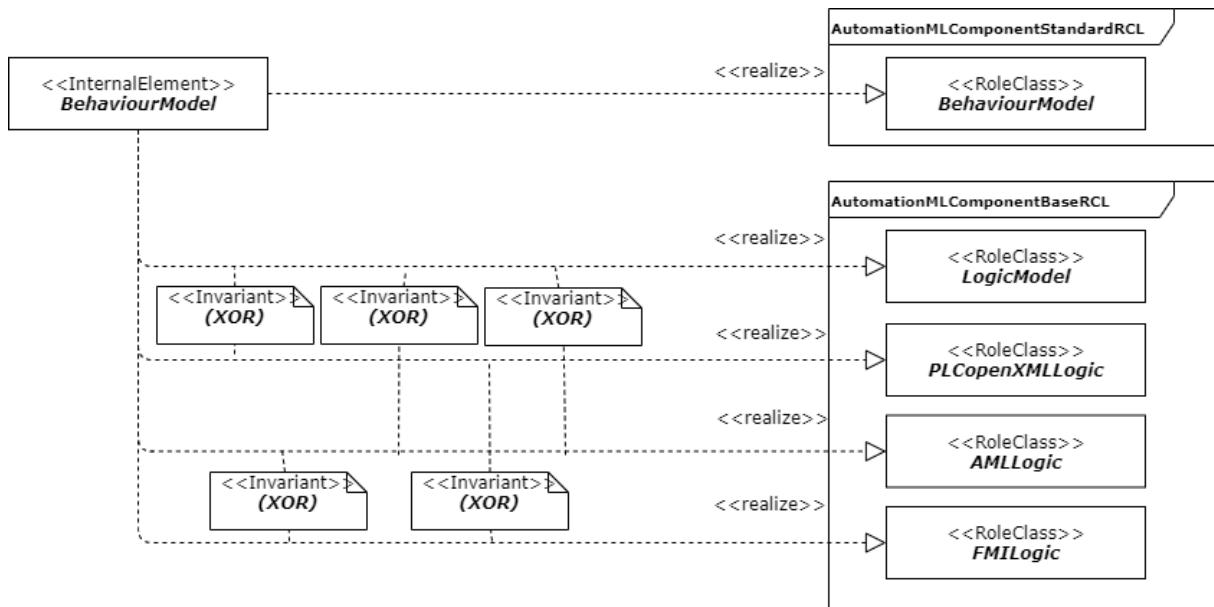 AutomationMLComponentStandardRCL
<<InternalElement>>
BehaviourModel
<<realize>>
<<RoleClass>>
BehaviourModel
AutomationMLComponentBaseRCL
<<realize>>
<<RoleClass>>
LogicModel
<<Invariant>>
(XOR)
<<Invariant>>
(XOR)
<<Invariant>>
(XOR)
<<realize>>
<<RoleClass>>
PLCopenXMLLogic
<<realize>>
<<RoleClass>>
AMLLogic
<<Invariant>>
(XOR)
<<Invariant>>
(XOR)
<<realize>>
<<RoleClass>>
FMILogic